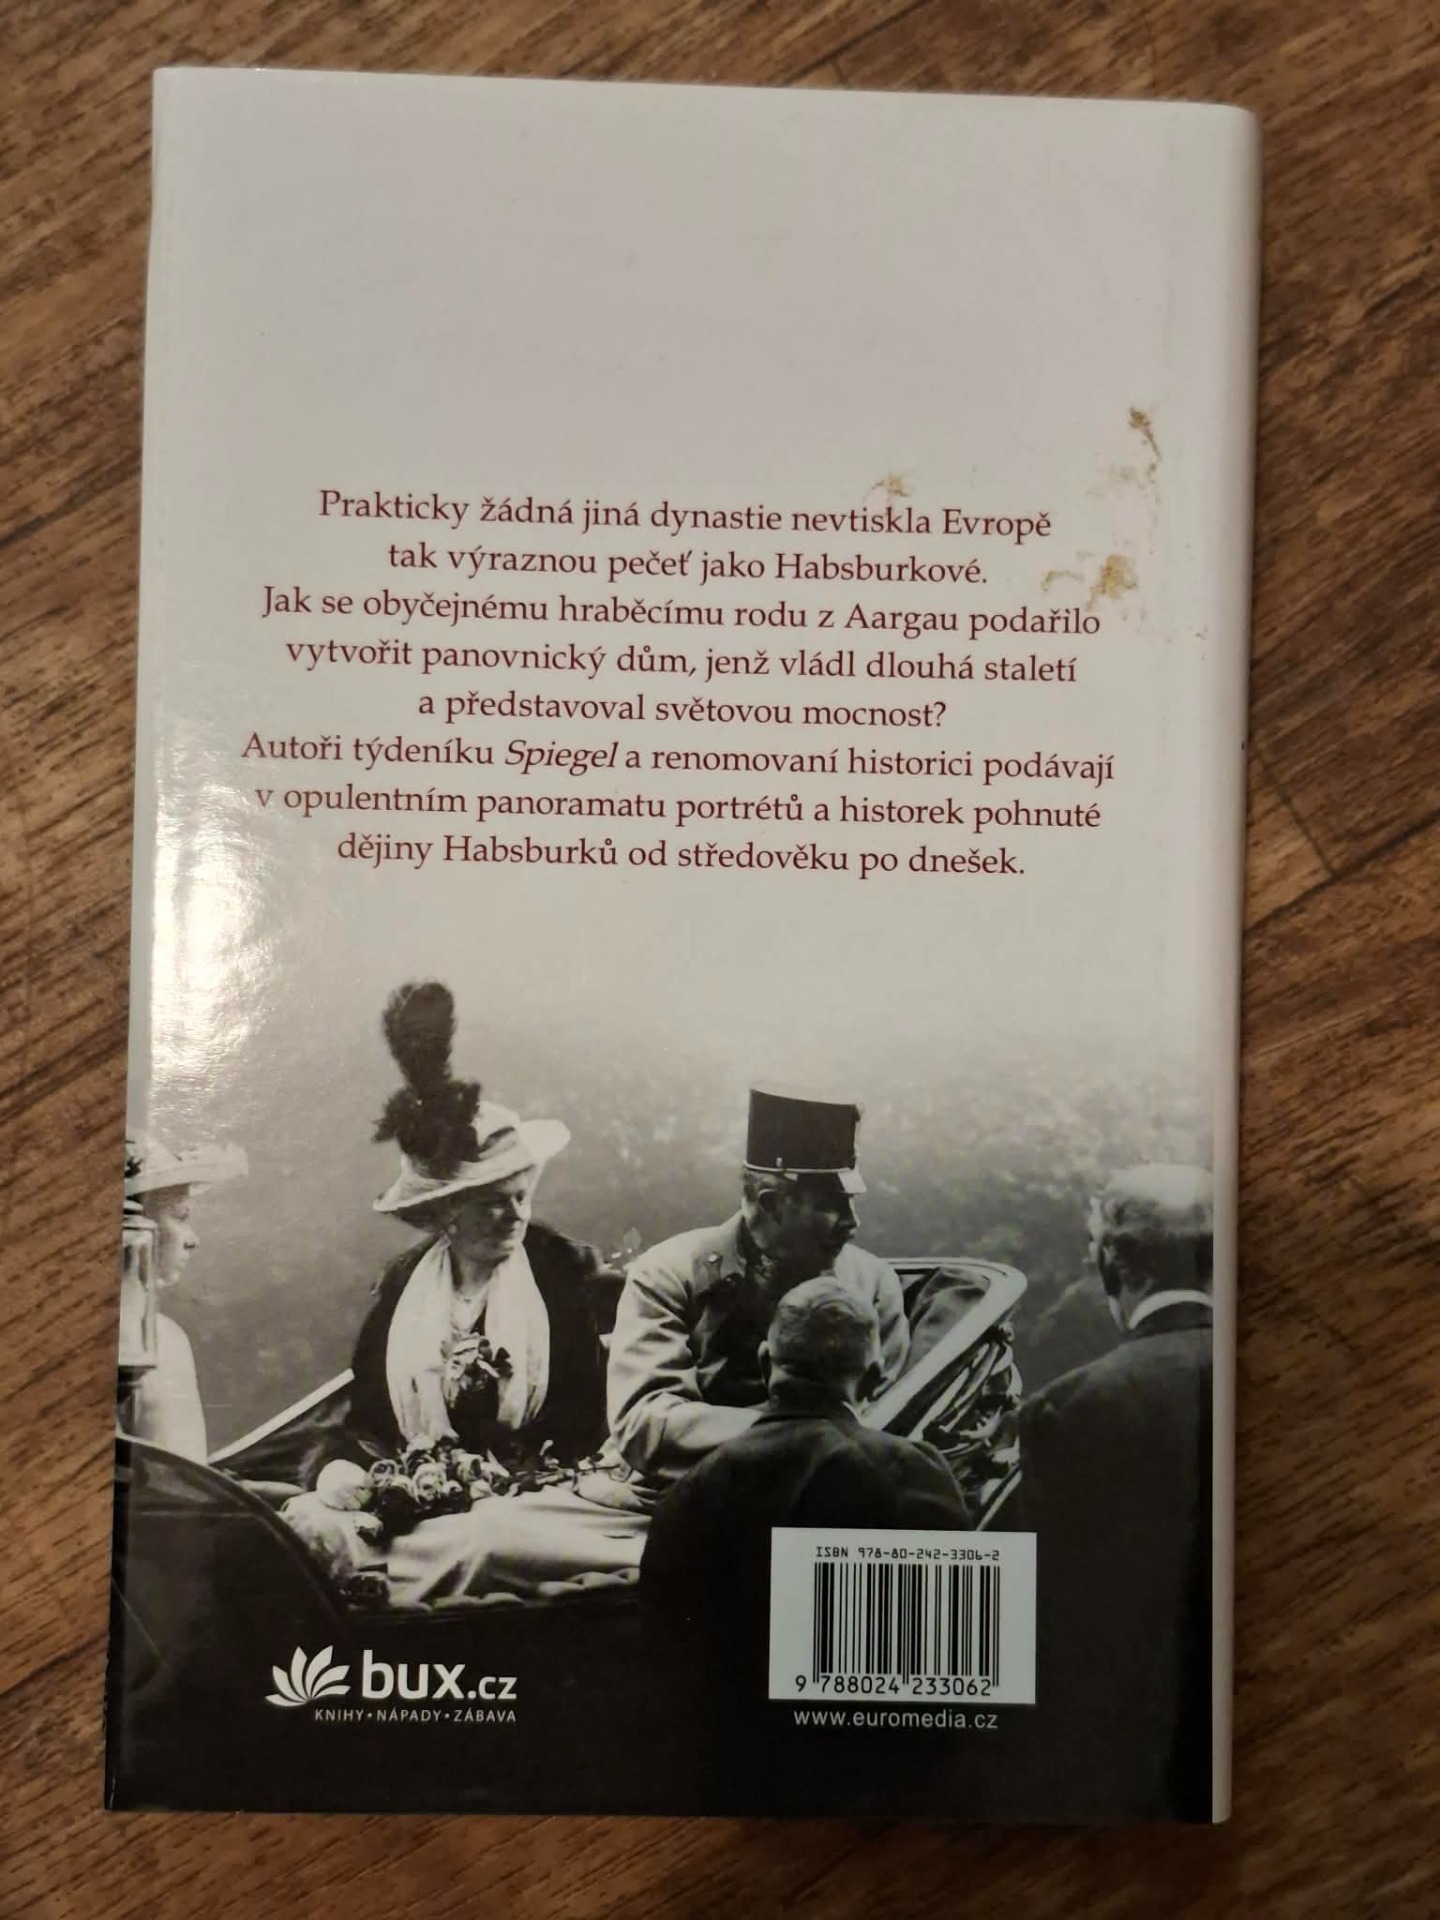 Prakticky žádná jiná dynastie nevtiskla Evropě
tak výraznou pečeť jako Habsburkové.
Jak se obyčejnému hraběcímu rodu z Aargau podařilo
vytvořit panovnický dům, jenž vládl dlouhá staletí
a představoval světovou mocnost?
Autoři týdeníku Spiegel a renomovaní historici podávají
v opulentním panoramatu portrétů a historek pohnuté
dějiny Habsburků od středověku po dnešek.
ISBN 978-80-242-3306-2
9 788024 233062
www.euromedia.cz
bux.cz
KNIHY • NÁPADY • ZÁBAVA